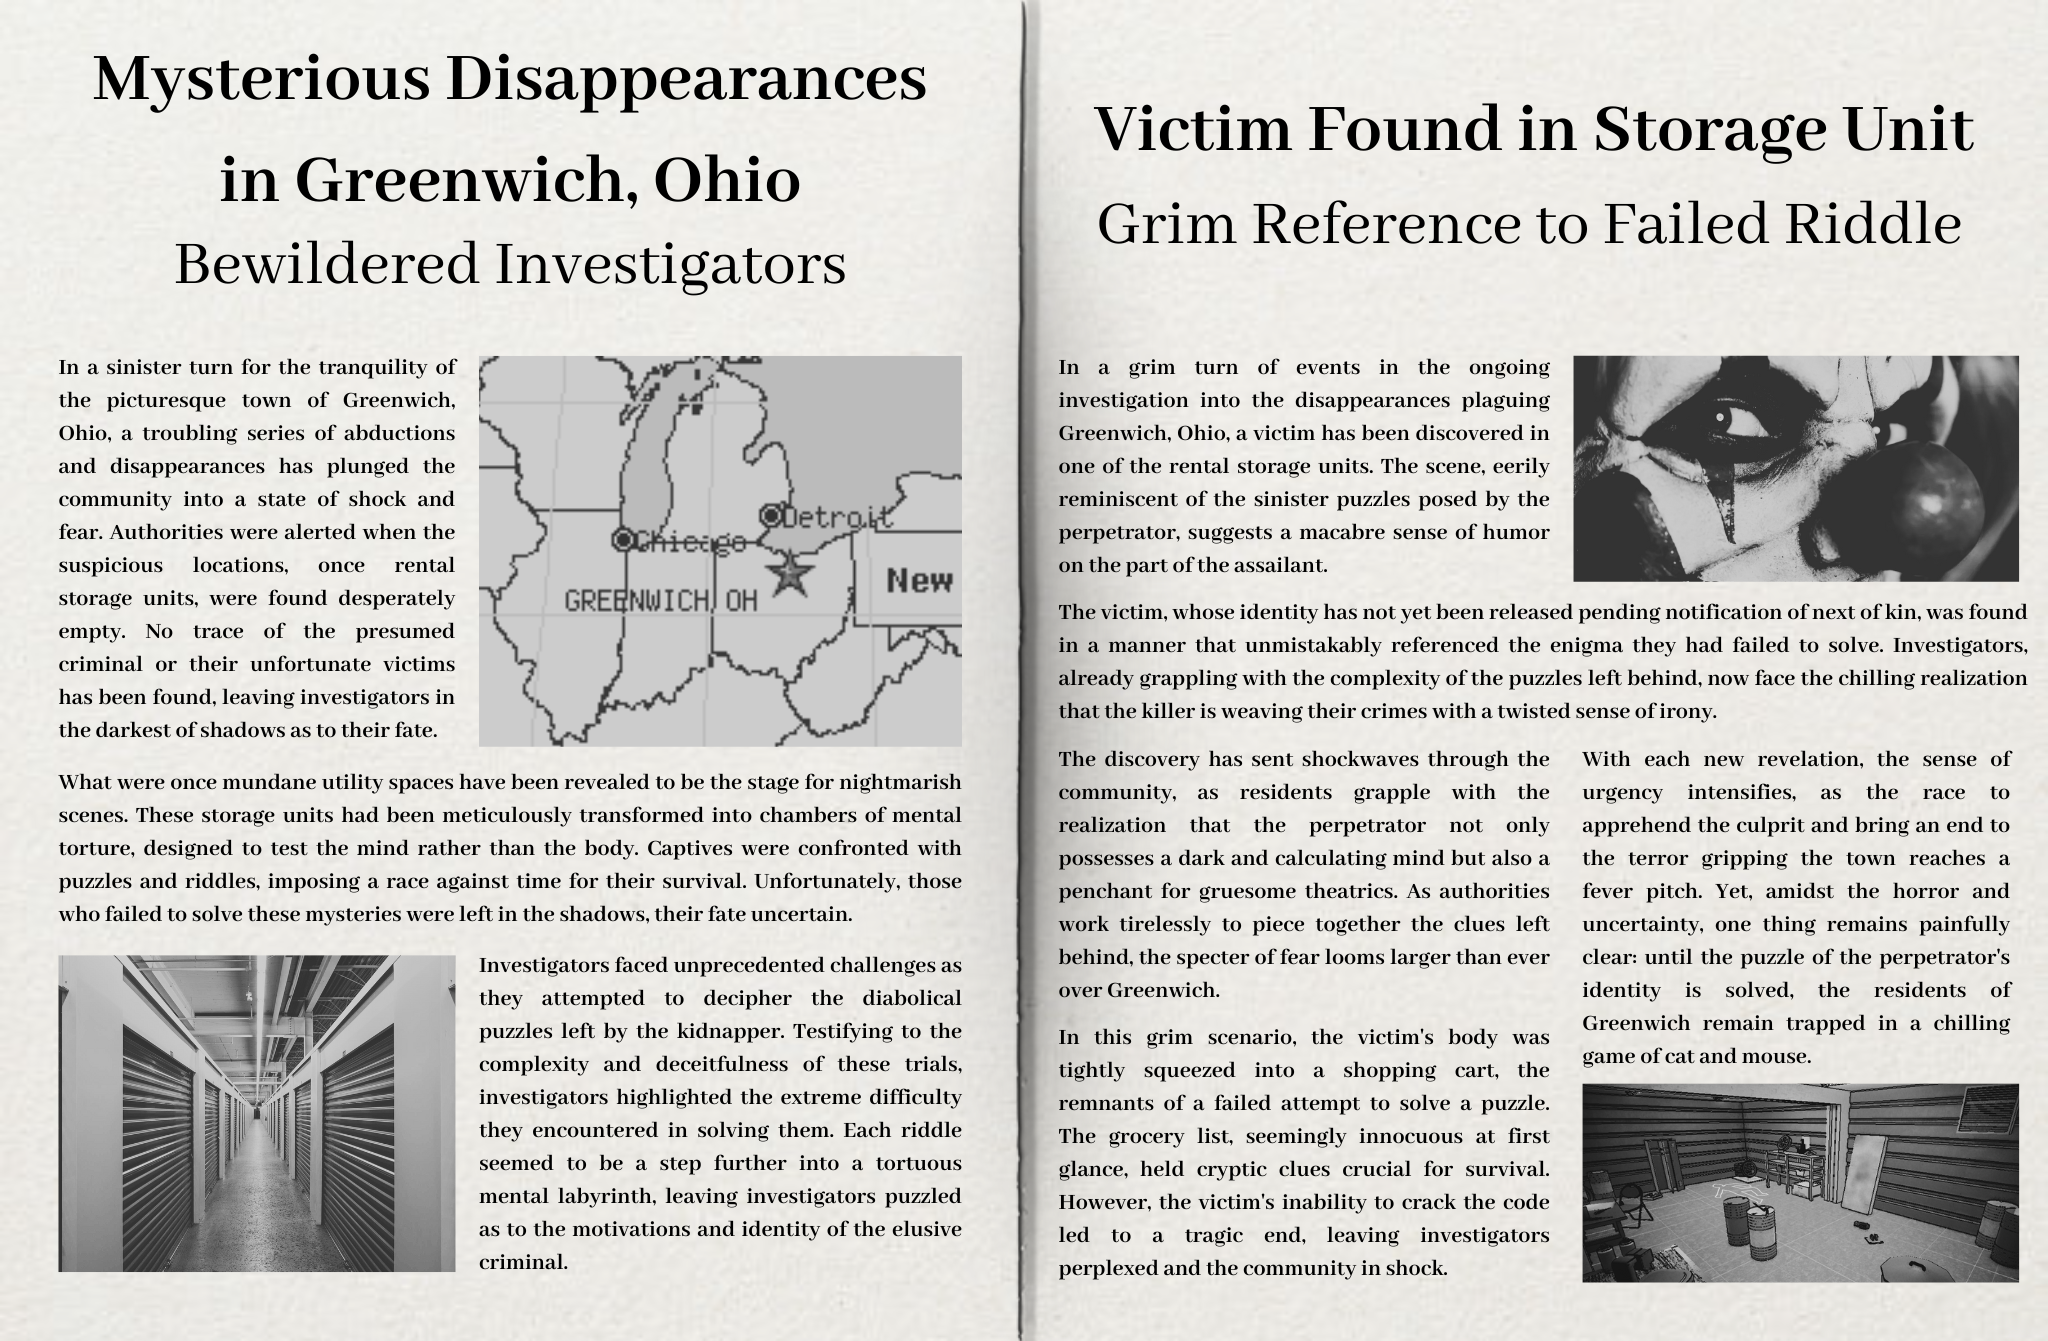 Mysterious Disappearances
in Greenwich, Ohio
Bewildered Investigators
In a sinister turn for the tranquility of
the picturesque town of Greenwich,
Ohio, a troubling series of abductions
and disappearances has plunged the
community into a state of shock and
fear. Authorities were alerted when the
suspicious locations, once rental
storage units, were found desperately
empty. No trace of the presumed
criminal or their unfortunate victims
has been found, leaving investigators in
the darkest of shadows as to their fate.
Detroit
Chicago
New
GREENWICH, OH
What were once mundane utility spaces have been revealed to be the stage for nightmarish
scenes. These storage units had been meticulously transformed into chambers of mental
torture, designed to test the mind rather than the body. Captives were confronted with
puzzles and riddles, imposing a race against time for their survival. Unfortunately, those
who failed to solve these mysteries were left in the shadows, their fate uncertain.
Investigators faced unprecedented challenges as
they attempted to decipher the diabolical
puzzles left by the kidnapper. Testifying to the
complexity and deceitfulness of these trials,
investigators highlighted the extreme difficulty
they encountered in solving them. Each riddle
seemed to be a step further into a tortuous
mental labyrinth, leaving investigators puzzled
as to the motivations and identity of the elusive
criminal.
Victim Found in Storage Unit
Grim Reference to Failed Riddle
In a grim turn of events in the ongoing
investigation into the disappearances plaguing
Greenwich, Ohio, a victim has been discovered in
one of the rental storage units. The scene, eerily
reminiscent of the sinister puzzles posed by the
perpetrator, suggests a macabre sense of humor
on the part of the assailant.
The victim, whose identity has not yet been released pending notification of next of kin, was found
in a manner that unmistakably referenced the enigma they had failed to solve. Investigators,
already grappling with the complexity of the puzzles left behind, now face the chilling realization
that the killer is weaving their crimes with a twisted sense of irony.
The discovery has sent shockwaves through the
community, as residents grapple with the
realization that the perpetrator not only
possesses a dark and calculating mind but also a
penchant for gruesome theatrics. As authorities
work tirelessly to piece together the clues left
behind, the specter of fear looms larger than ever
over Greenwich.
In this grim scenario, the victim's body was
tightly squeezed into a shopping cart, the
remnants of a failed attempt to solve a puzzle.
The grocery list, seemingly innocuous at first
glance, held cryptic clues crucial for survival.
However, the victim's inability to crack the code
led to a tragic end, leaving investigators
perplexed and the community in shock.
With each new revelation, the sense of
urgency intensifies, as the race to
apprehend the culprit and bring an end to
the terror gripping the town reaches a
fever pitch. Yet, amidst the horror and
uncertainty, one thing remains painfully
clear: until the puzzle of the perpetrator's
identity is solved, the residents of
Greenwich remain trapped in a chilling
game of cat and mouse.